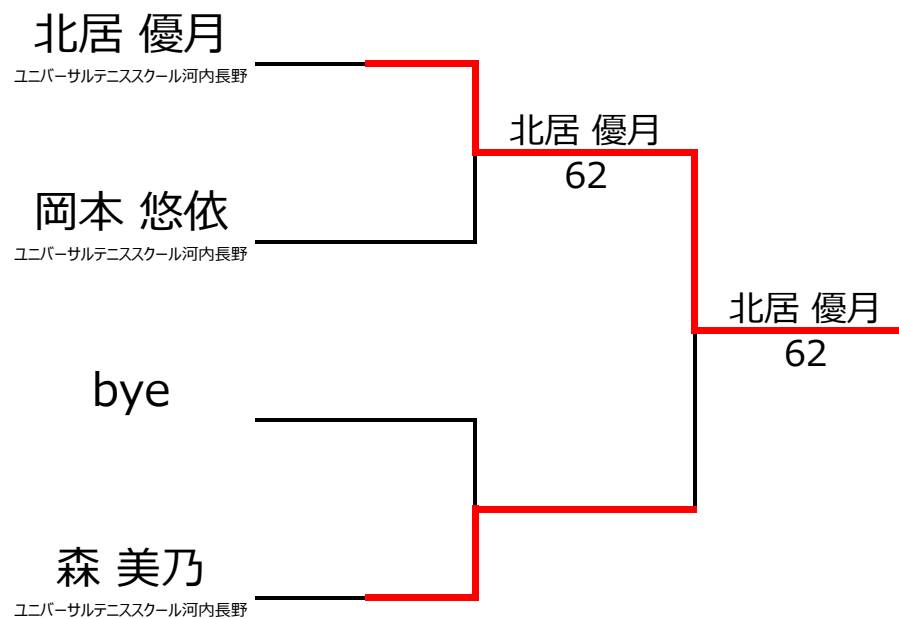 北居 優月
ユニバーサルテニススクール河内長野
北居 優月
62
岡本 悠依
ユニバーサルテニススクール河内長野
北居 優月
62
bye
森 美乃
ユニバーサルテニススクール河内長野